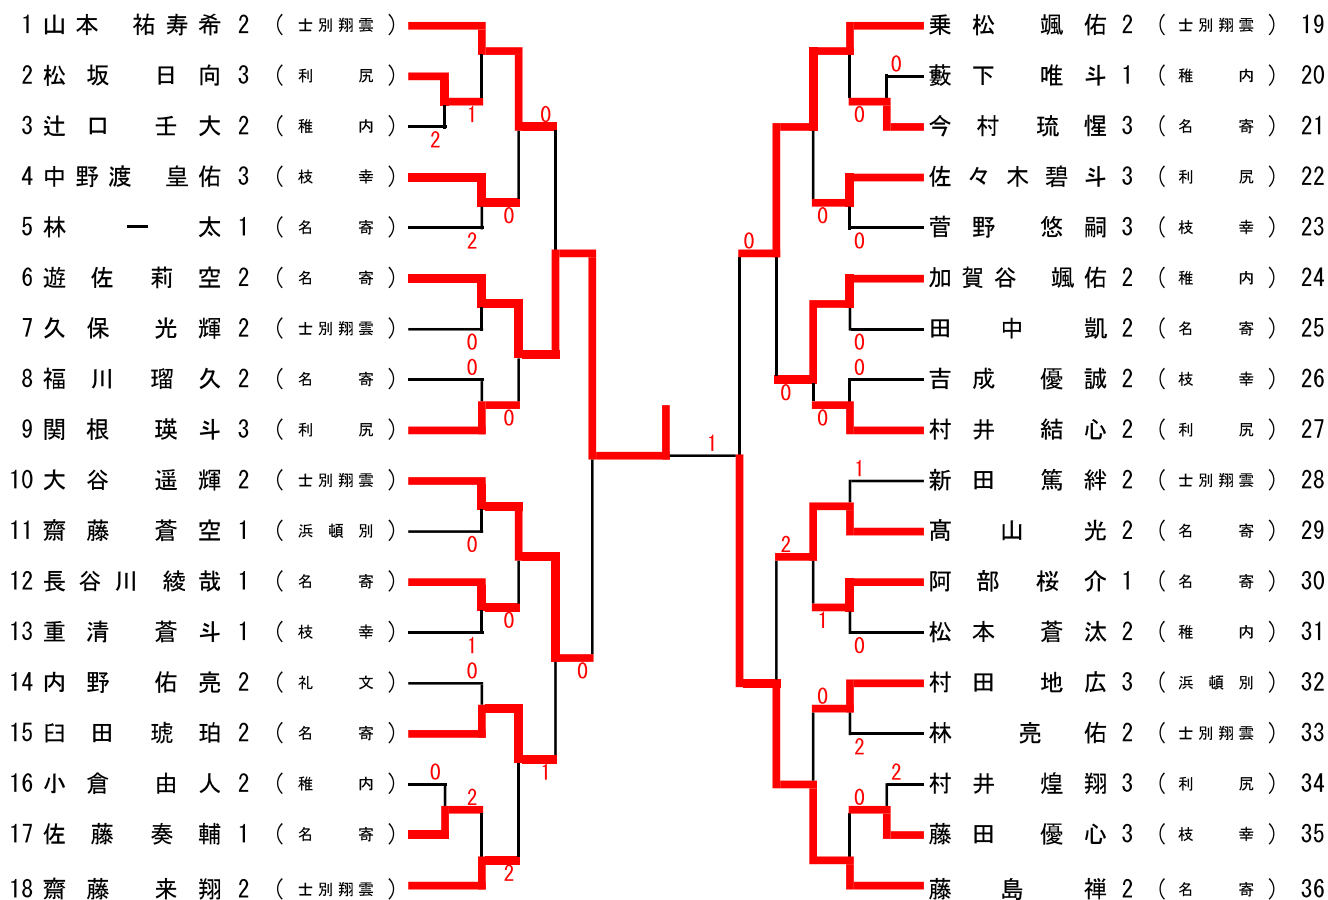 1 山本 祐寿希 2 (士別翔雲)
2 松坂 日向 3 (利尻)
1
3 辻口 壬大 2 (稚内)
2
0
4 中野渡 皇佑 3 (枝幸)
0
5 林 一太 1 (名寄)
2
6 遊佐 莉空 2 (名寄)
7 久保 光輝 2 (士別翔雲)
0
8 福川 瑠久 2 (名寄)
0
0
9 関根 瑛斗 3 (利尻)
10 大谷 遥輝 2 (士別翔雲)
11 齋藤 蒼空 1 (浜頓別)
0
12 長谷川 綾哉 1 (名寄)
0
13 重清 蒼斗 1 (枝幸)
1
0
14 内野 佑亮 2 (礼文)
0
15 臼田 琥珀 2 (名寄)
1
16 小倉 由人 2 (稚内)
0
2
17 佐藤 奏輔 1 (名寄)
2
18 齋藤 来翔 2 (士別翔雲)
1
乗松 颯佑 2 (士別翔雲) 19
0
藪下 唯斗 1 (稚内) 20
0
今村 琉惺 3 (名寄) 21
佐々木 碧斗 3 (利尻) 22
0
菅野 悠嗣 3 (枝幸) 23
0
0
加賀谷 颯佑 2 (稚内) 24
田中 凱 2 (名寄) 25
0
吉成 優誠 2 (枝幸) 26
0
0
0
村井 結心 2 (利尻) 27
新田 篤絆 2 (士別翔雲) 28
1
髙山 光 2 (名寄) 29
2
阿部 桜介 1 (名寄) 30
1
松本 蒼汰 2 (稚内) 31
0
村田 地広 3 (浜頓別) 32
0
林 亮佑 2 (士別翔雲) 33
2
村井 煌翔 3 (利尻) 34
2
0
藤田 優心 3 (枝幸) 35
藤島 禅 2 (名寄) 36